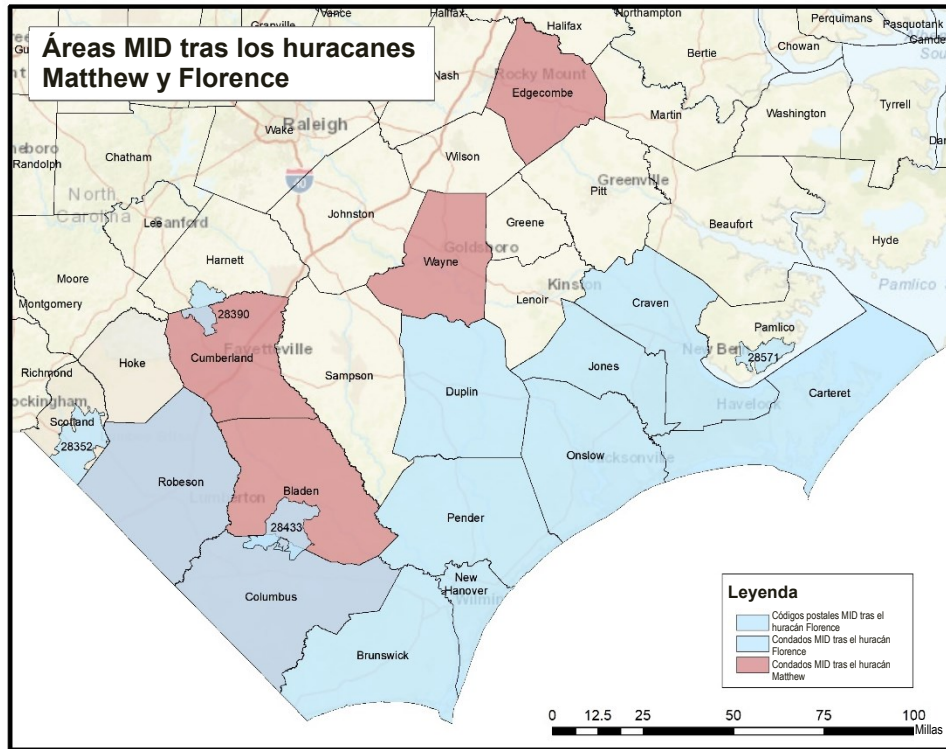 Áreas MID tras los huracanes
Matthew y Florence
Granville
Vance
Halifax
Halifax
Northampton
Perquimans
Pasquotank
Camde
Chowan
Bertie
Nash
Rocky Mount
Edgecombe
Martin
Washington
Tyrrell
Raleigh
Wake
Wilson
Chatham
Randolph
North
Carolina
Greenville
Pitt
Johnston
Greene
Beaufort
Hyde
Lee
Sanford
Goldsboro
Wayne
Harnett
Moore
Montgomery
Lenoir
Kinston
Craven
Pamlico
Pamlico
28390
28571
New Bern
Fayetteville
Cumberland
Hoke
Richmond
Sampson
Duplin
Jones
Carteret
Havelock
Scotland
28352
Onslow
Jacksonville
Robeson
Lumberton
Bladen
28433
Pender
New
Hanover
Columbus
Brunswick
Leyenda
Códigos postales MID tras el
huracán Florence
Condados MID tras el huracán
Florence
Condados MID tras el huracán
Matthew
0 12.5 25 50 75 100
Millas